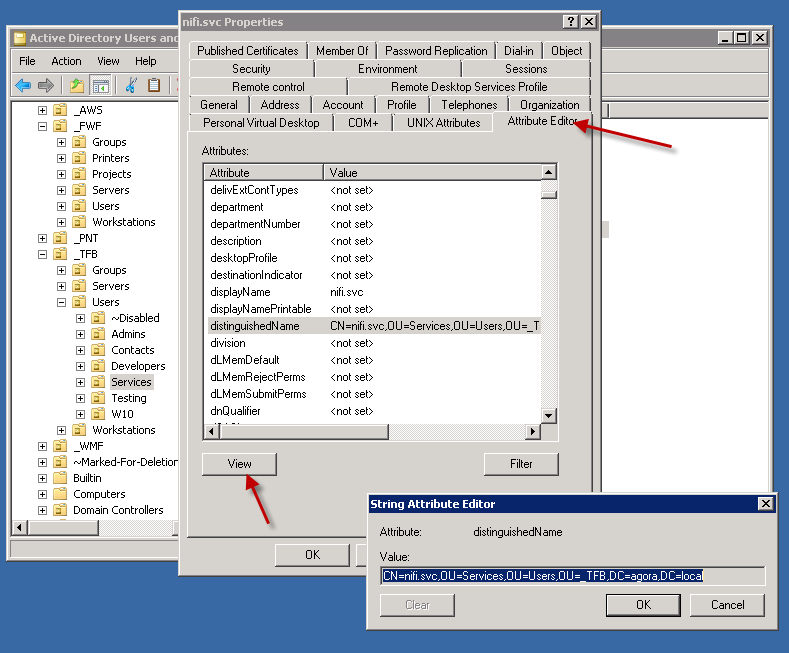 Active Directory Users and
File Action View Help
_AWS
_FWF
Groups
Printers
Projects
Servers
Users
Workstations
_PNT
_TFB
Groups
Servers
Users
~Disabled
Admins
Contacts
Developers
Services
Testing
W10
Workstations
_WMF
~Marked-For-Deletion
Builtin
Computers
Domain Controllers
nifi.svc Properties
Published Certificates Member Of Password Replication Dial-in Object
Security Environment Sessions
Remote control Remote Desktop Services Profile
General Address Account Profile Telephones Organization
Personal Virtual Desktop COM+ UNIX Attributes Attribute Editor
Attributes:
Attribute Value
delivExtContTypes <not set>
department <not set>
departmentNumber <not set>
description <not set>
desktopProfile <not set>
destinationIndicator <not set>
displayName nifi.svc
displayNamePrintable <not set>
distinguishedName CN=nifi.svc,OU=Services,OU=Users,OU=_T
division <not set>
dLMemDefault <not set>
dLMemRejectPerms <not set>
dLMemSubmitPerms <not set>
dnQualifier <not set>
View Filter
OK
String Attribute Editor
Attribute: distinguishedName
Value:
CN=nifi.svc,OU=Services,OU=Users,OU=_TFB,DC=agora,DC=local
Clear OK Cancel